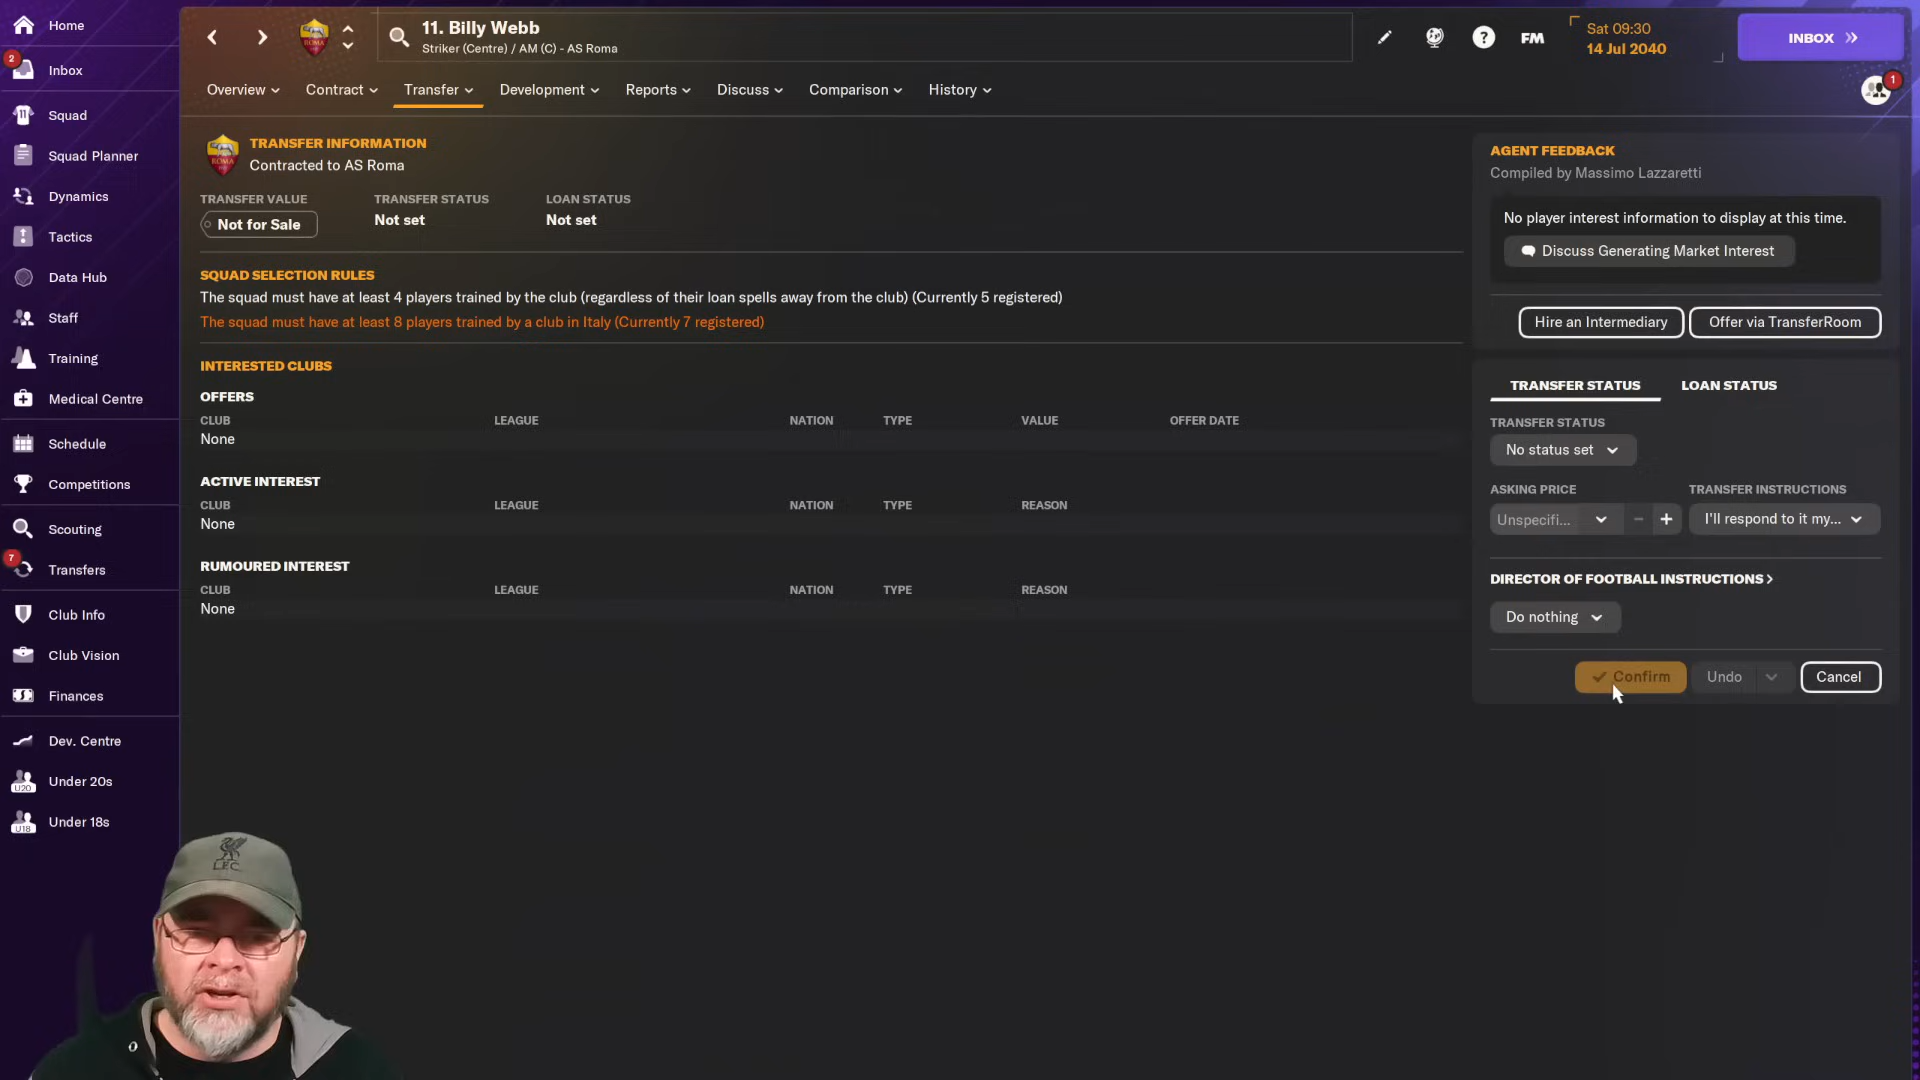 Home
2
Inbox
Squad
Squad Planner
Dynamics
Tactics
Data Hub
Staff
Training
Medical Centre
Schedule
Competitions
Scouting
7
Transfers
Club Info
Club Vision
Finances
Dev. Centre
U20
Under 20s
U18
Under 18s
ROMA
11. Billy Webb
Striker (Centre) / AM (C) - AS Roma
?
FM
Sat 09:30
14 Jul 2040
INBOX
1
Overview
Contract
Transfer
Development
Reports
Discuss
Comparison
History
ROMA
TRANSFER INFORMATION
Contracted to AS Roma
TRANSFER VALUE
Not for Sale
TRANSFER STATUS
Not set
LOAN STATUS
Not set
SQUAD SELECTION RULES
The squad must have at least 4 players trained by the club (regardless of their loan spells away from the club) (Currently 5 registered)
The squad must have at least 8 players trained by a club in Italy (Currently 7 registered)
INTERESTED CLUBS
OFFERS
CLUB LEAGUE NATION TYPE VALUE OFFER DATE
None
ACTIVE INTEREST
CLUB LEAGUE NATION TYPE REASON
None
RUMOURED INTEREST
CLUB LEAGUE NATION TYPE REASON
None
AGENT FEEDBACK
Compiled by Massimo Lazzaretti
No player interest information to display at this time.
Discuss Generating Market Interest
Hire an Intermediary
Offer via TransferRoom
TRANSFER STATUS
LOAN STATUS
TRANSFER STATUS
No status set
ASKING PRICE
Unspecifi...
TRANSFER INSTRUCTIONS
I'll respond to it my...
DIRECTOR OF FOOTBALL INSTRUCTIONS >
Do nothing
Confirm
Undo
Cancel
L.F.C.